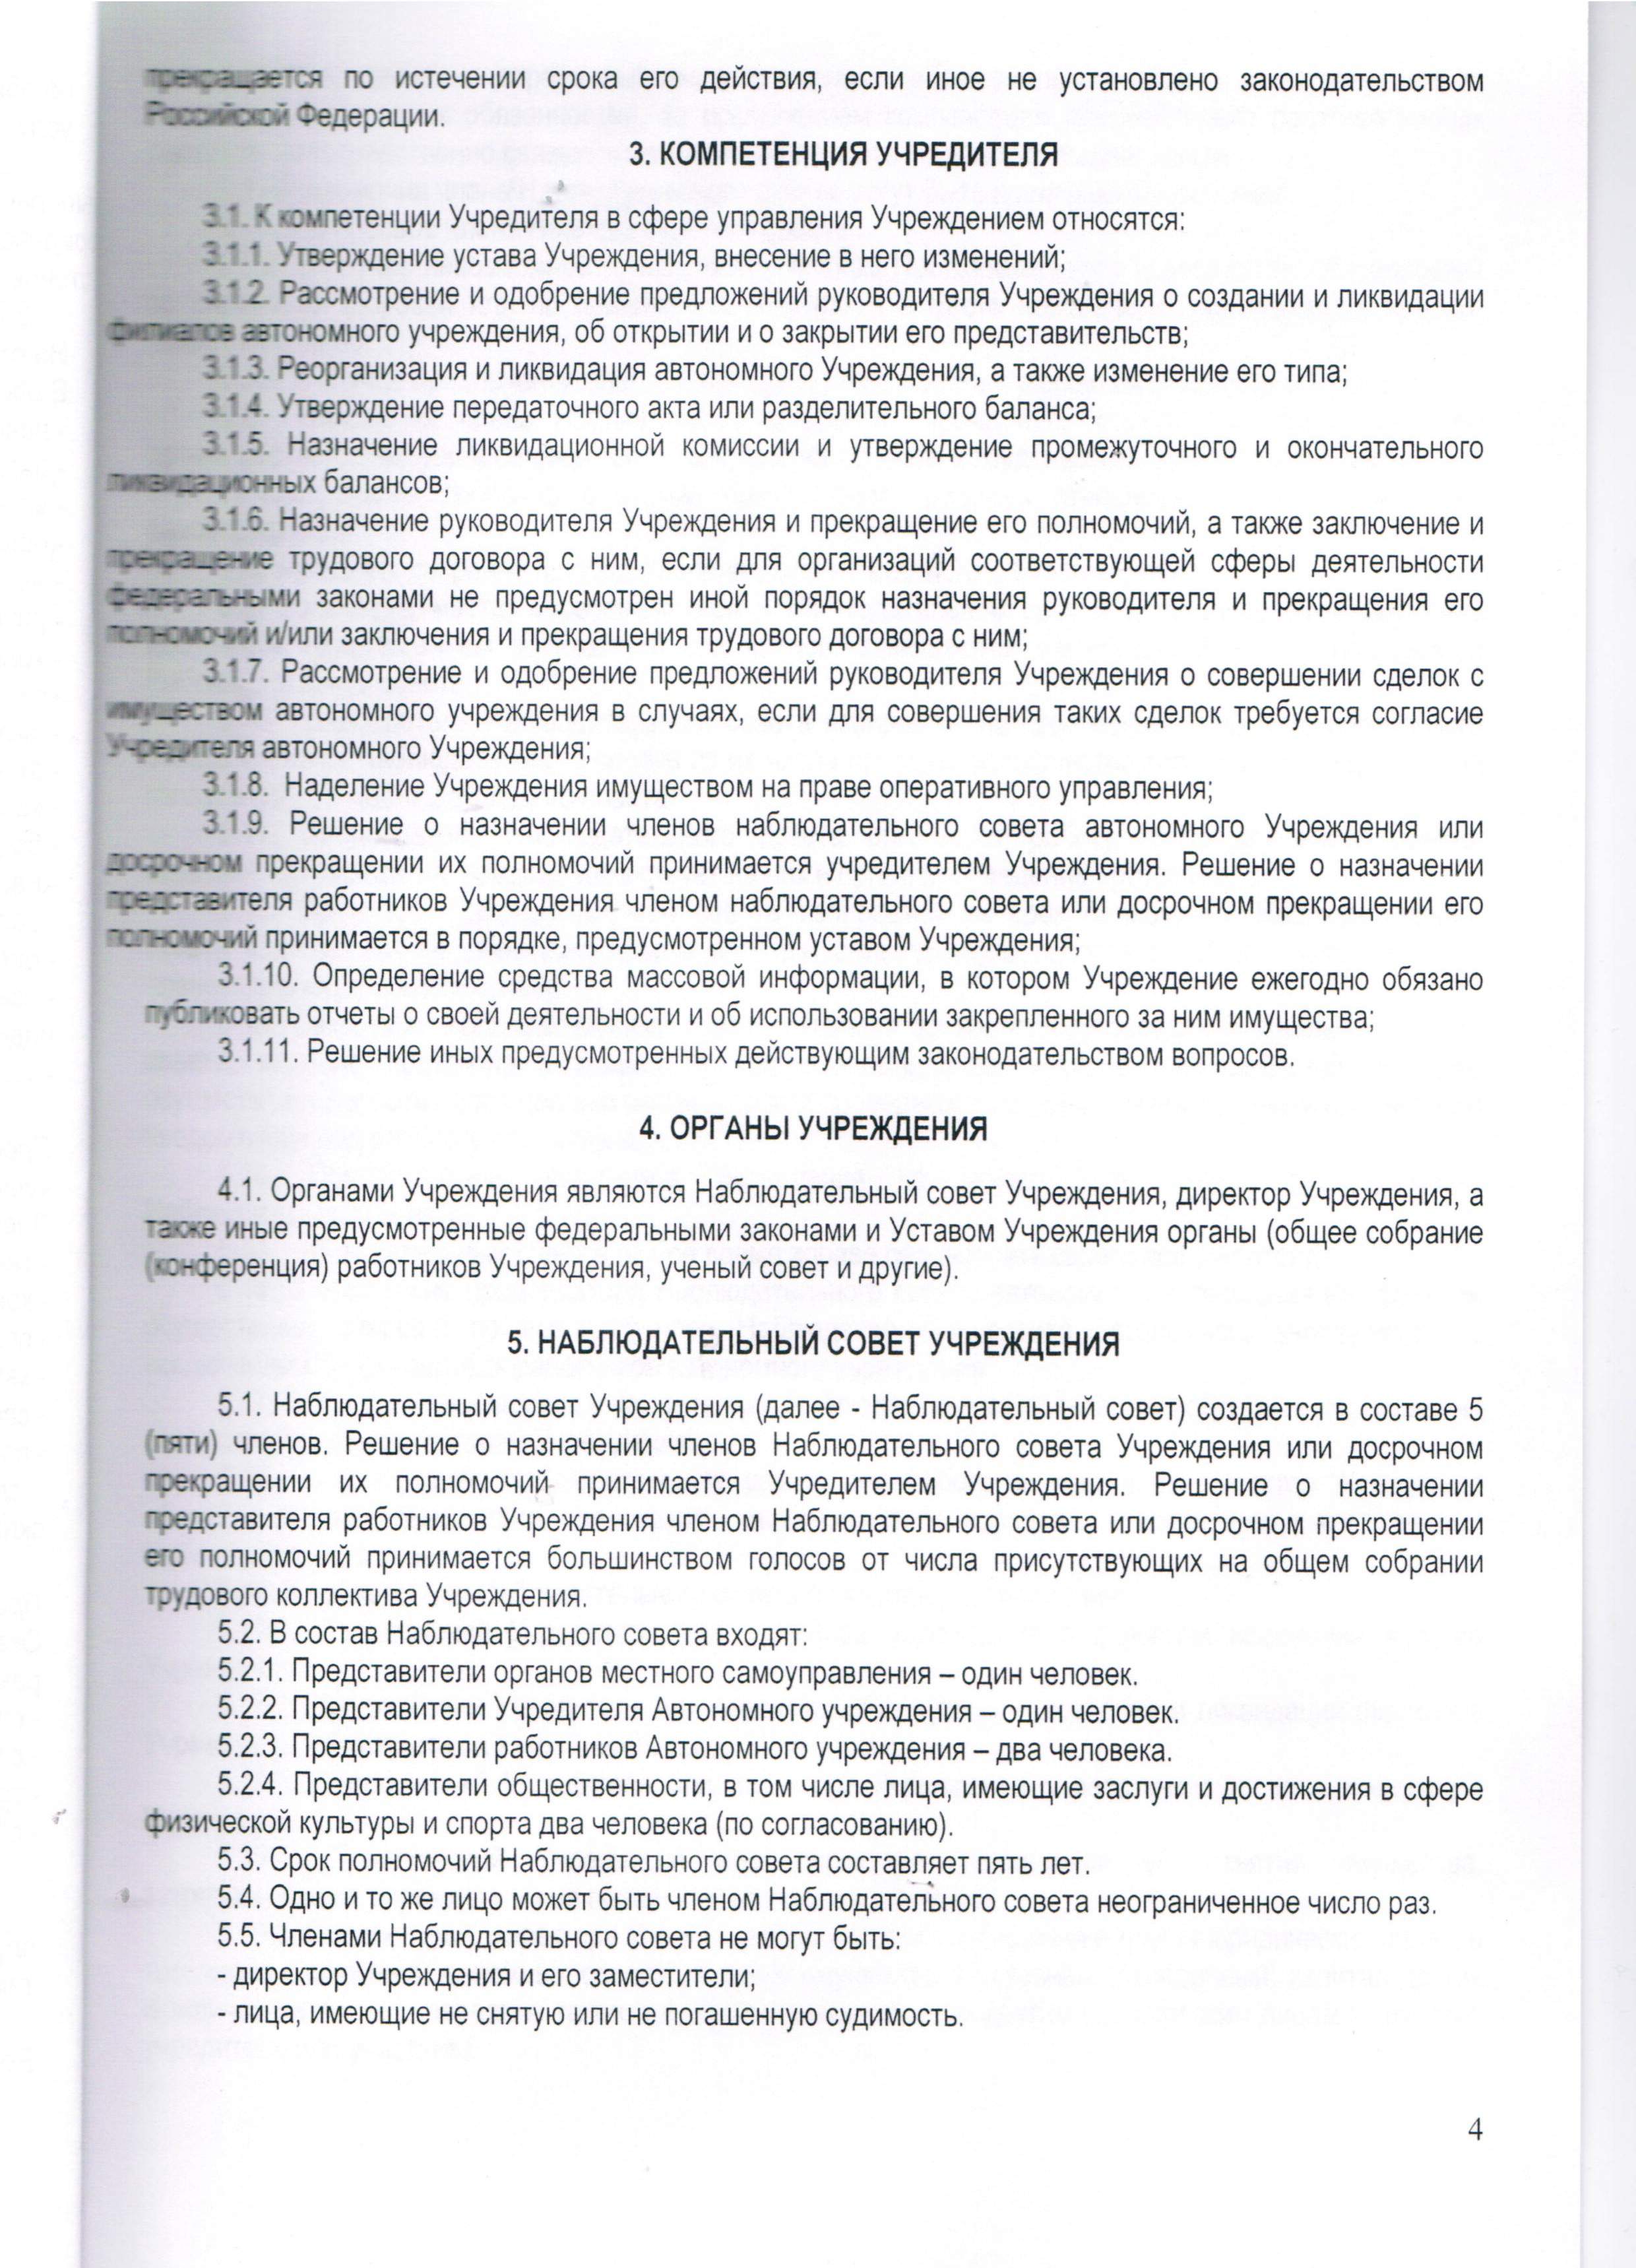 прекращается по истечении срока его действия, если иное не установлено законодательством
Российской Федерации.
3. КОМПЕТЕНЦИЯ УЧРЕДИТЕЛЯ
3.1. К компетенции Учредителя в сфере управления Учреждением относятся:
3.1.1. Утверждение устава Учреждения, внесение в него изменений;
3.1.2. Рассмотрение и одобрение предложений руководителя Учреждения о создании и ликвидации
филиалов автономного учреждения, об открытии и о закрытии его представительств;
3.1.3. Реорганизация и ликвидация автономного Учреждения, а также изменение его типа;
3.1.4. Утверждение передаточного акта или разделительного баланса;
3.1.5. Назначение ликвидационной комиссии и утверждение промежуточного и окончательного
ликвидационных балансов;
3.1.6. Назначение руководителя Учреждения и прекращение его полномочий, а также заключение и
прекращение трудового договора с ним, если для организаций соответствующей сферы деятельности
федеральными законами не предусмотрен иной порядок назначения руководителя и прекращения его
полномочий и/или заключения и прекращения трудового договора с ним;
3.1.7. Рассмотрение и одобрение предложений руководителя Учреждения о совершении сделок с
имуществом автономного учреждения в случаях, если для совершения таких сделок требуется согласие
Учредителя автономного Учреждения;
3.1.8. Наделение Учреждения имуществом на праве оперативного управления;
3.1.9. Решение о назначении членов наблюдательного совета автономного Учреждения или
досрочном прекращении их полномочий принимается учредителем Учреждения. Решение о назначении
представителя работников Учреждения членом наблюдательного совета или досрочном прекращении его
полномочий принимается в порядке, предусмотренном уставом Учреждения;
3.1.10. Определение средства массовой информации, в котором Учреждение ежегодно обязано
публиковать отчеты о своей деятельности и об использовании закрепленного за ним имущества;
3.1.11. Решение иных предусмотренных действующим законодательством вопросов.
4. ОРГАНЫ УЧРЕЖДЕНИЯ
4.1. Органами Учреждения являются Наблюдательный совет Учреждения, директор Учреждения, а
также иные предусмотренные федеральными законами и Уставом Учреждения органы (общее собрание
(конференция) работников Учреждения, ученый совет и другие).
5. НАБЛЮДАТЕЛЬНЫЙ СОВЕТ УЧРЕЖДЕНИЯ
5.1. Наблюдательный совет Учреждения (далее - Наблюдательный совет) создается в составе 5
(пяти) членов. Решение о назначении членов Наблюдательного совета Учреждения или досрочном
прекращении их полномочий принимается Учредителем Учреждения. Решение о назначении
представителя работников Учреждения членом Наблюдательного совета или досрочном прекращении
его полномочий принимается большинством голосов от числа присутствующих на общем собрании
трудового коллектива Учреждения.
5.2. В состав Наблюдательного совета входят:
5.2.1. Представители органов местного самоуправления – один человек.
5.2.2. Представители Учредителя Автономного учреждения – один человек.
5.2.3. Представители работников Автономного учреждения – два человека.
5.2.4. Представители общественности, в том числе лица, имеющие заслуги и достижения в сфере
физической культуры и спорта два человека (по согласованию).
5.3. Срок полномочий Наблюдательного совета составляет пять лет.
5.4. Одно и то же лицо может быть членом Наблюдательного совета неограниченное число раз.
5.5. Членами Наблюдательного совета не могут быть:
- директор Учреждения и его заместители;
- лица, имеющие не снятую или не погашенную судимость.
4